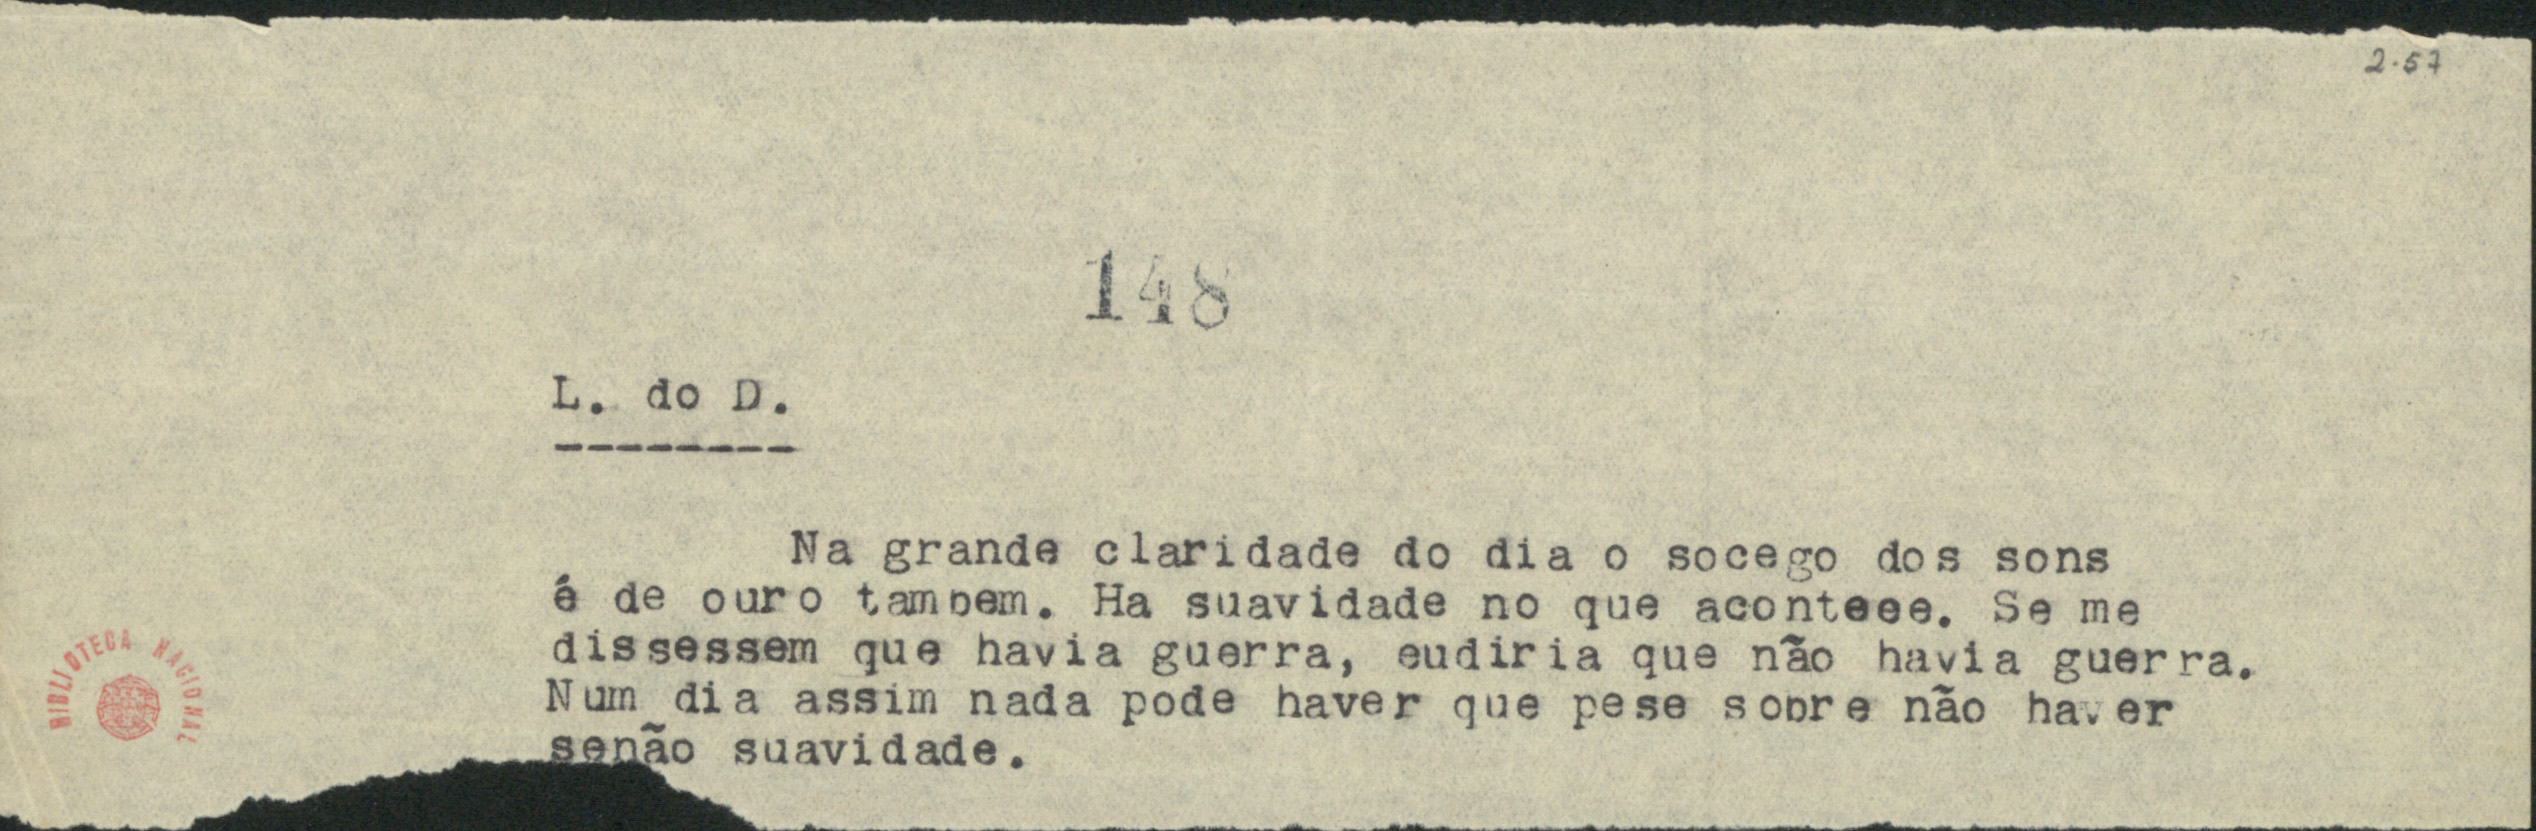 2-57
148
L. do D.
--------
Na grande claridade do dia o socego dos sons
é de ouro tambem. Ha suavidade no que aconteee. Se me
dissessem que havia guerra, eudiria que não havia guerra.
Num dia assim nada pode haver que pese sobre não haver
senão suavidade.
BIBLIOTECA NACIONAL